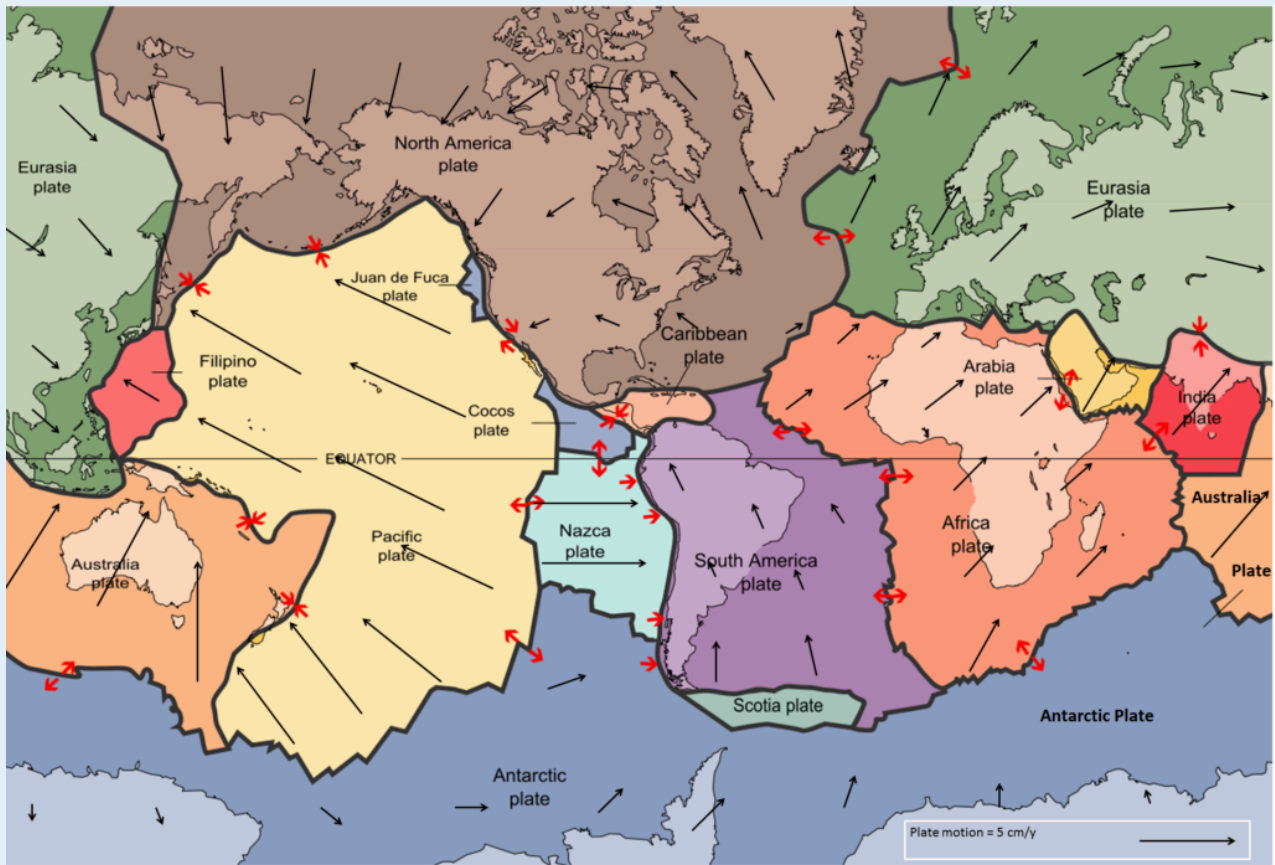 North America
plate
Eurasia
plate
Eurasia
plate
Juan de Fuca
plate
Caribbean
plate
Filipino
plate
Arabia
plate
India
plate
Cocos
plate
EQUATOR
Australia
Plate
Nazca
plate
Pacific
plate
Africa
plate
South America
plate
Australia
plate
Scotia plate
Antarctic Plate
Antarctic
plate
Plate motion = 5 cm/y